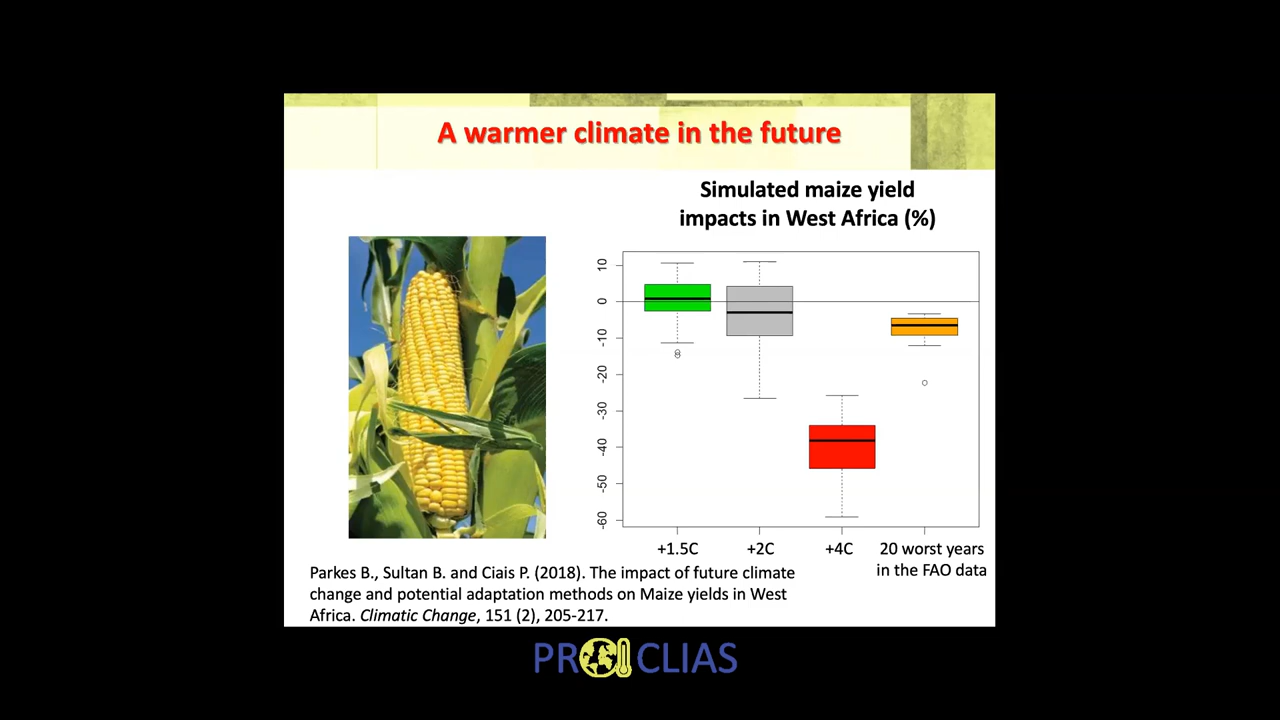 A warmer climate in the future
Simulated maize yield
impacts in West Africa (%)
10
0
-10
-20
-30
-40
-50
-60
+1.5C
+2C
+4C
20 worst years
in the FAO data
Parkes B., Sultan B. and Ciais P. (2018). The impact of future climate
change and potential adaptation methods on Maize yields in West
Africa. Climatic Change, 151 (2), 205-217.
PROCLIAS